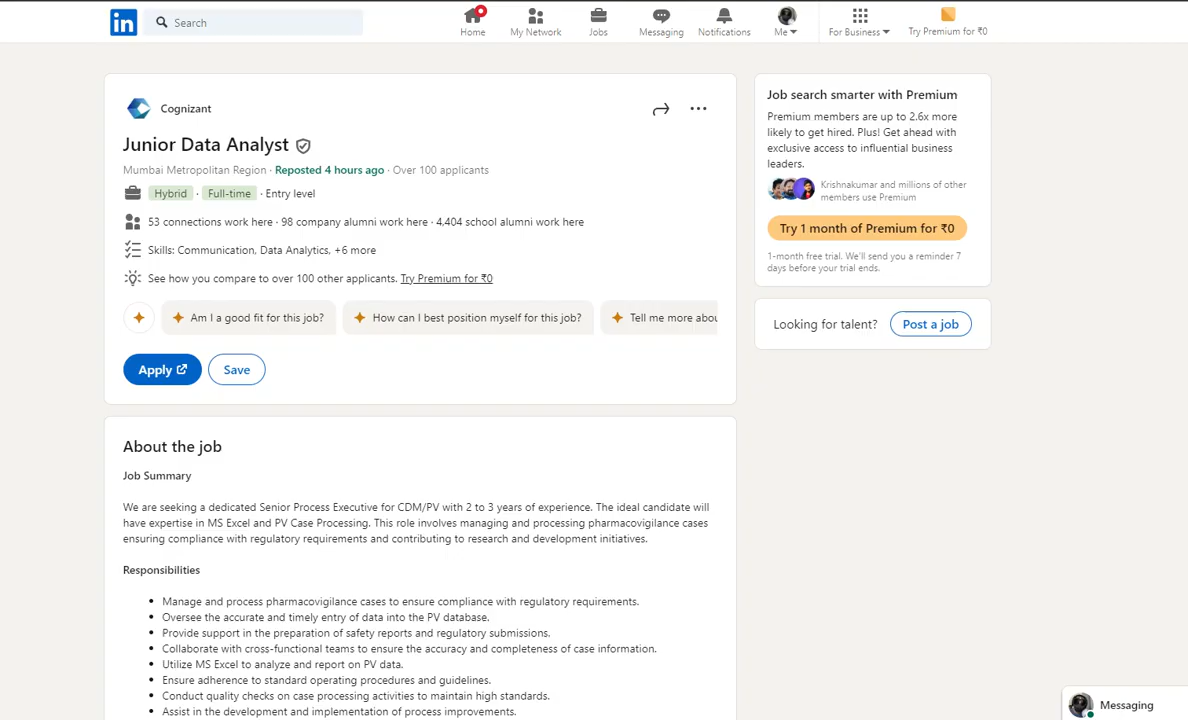 in
Search
Home
My Network
Jobs
Messaging
Notifications
Me
For Business
Try Premium for ₹0
Cognizant
Junior Data Analyst
Mumbai Metropolitan Region · Reposted 4 hours ago · Over 100 applicants
Hybrid · Full-time · Entry level
53 connections work here · 98 company alumni work here · 4,404 school alumni work here
Skills: Communication, Data Analytics, +6 more
See how you compare to over 100 other applicants. Try Premium for ₹0
Am I a good fit for this job?
How can I best position myself for this job?
Tell me more abou
Apply
Save
About the job
Job Summary
We are seeking a dedicated Senior Process Executive for CDM/PV with 2 to 3 years of experience. The ideal candidate will
have expertise in MS Excel and PV Case Processing. This role involves managing and processing pharmacovigilance cases
ensuring compliance with regulatory requirements and contributing to research and development initiatives.
Responsibilities
• Manage and process pharmacovigilance cases to ensure compliance with regulatory requirements.
• Oversee the accurate and timely entry of data into the PV database.
• Provide support in the preparation of safety reports and regulatory submissions.
• Collaborate with cross-functional teams to ensure the accuracy and completeness of case information.
• Utilize MS Excel to analyze and report on PV data.
• Ensure adherence to standard operating procedures and guidelines.
• Conduct quality checks on case processing activities to maintain high standards.
• Assist in the development and implementation of process improvements.
Job search smarter with Premium
Premium members are up to 2.6x more
likely to get hired. Plus! Get ahead with
exclusive access to influential business
leaders.
Krishnakumar and millions of other
members use Premium
Try 1 month of Premium for ₹0
1-month free trial. We'll send you a reminder 7
days before your trial ends.
Looking for talent?
Post a job
Messaging